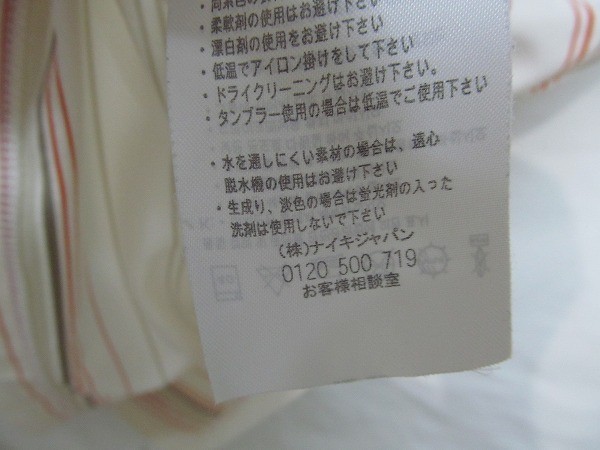 ・同系色の
・柔軟剤の使用はお避け下さい
・漂白剤の使用をお避け下さい
・低温でアイロン掛けをして下さい
・ドライクリーニングはお避け下さい。
・タンブラー使用の場合は低温でご使用下さい
・水を通しにくい素材の場合は、遠心
脱水機の使用はお避け下さい
・生成り、淡色の場合は蛍光剤の入った
洗剤は使用しないで下さい
(株)ナイキジャパン
0120 500 719
お客様相談室